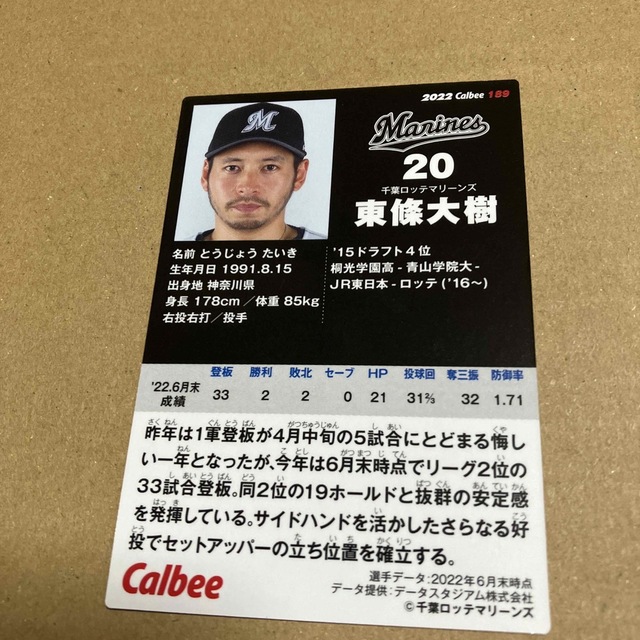 2022 Calbee 189
M
Marines
20
千葉ロッテマリーンズ
東條大樹
名前 とうじょう たいき
生年月日 1991.8.15
出身地 神奈川県
身長 178cm／体重 85kg
右投右打／投手
'15ドラフト4位
桐光学園高 - 青山学院大 -
JR東日本 - ロッテ ('16〜)
登板 勝利 敗北 セーブ HP 投球回 奪三振 防御率
'22.6月末成績 33 2 2 0 21 31⅔ 32 1.71
昨年は1軍登板が4月中旬の5試合にとどまる悔し
い一年となったが、今年は6月末時点でリーグ2位の
33試合登板。同2位の19ホールドと抜群の安定感
を発揮している。サイドハンドを活かしたさらなる好
投でセットアッパーの立ち位置を確立する。
Calbee
選手データ：2022年6月末時点
データ提供：データスタジアム株式会社
©千葉ロッテマリーンズ